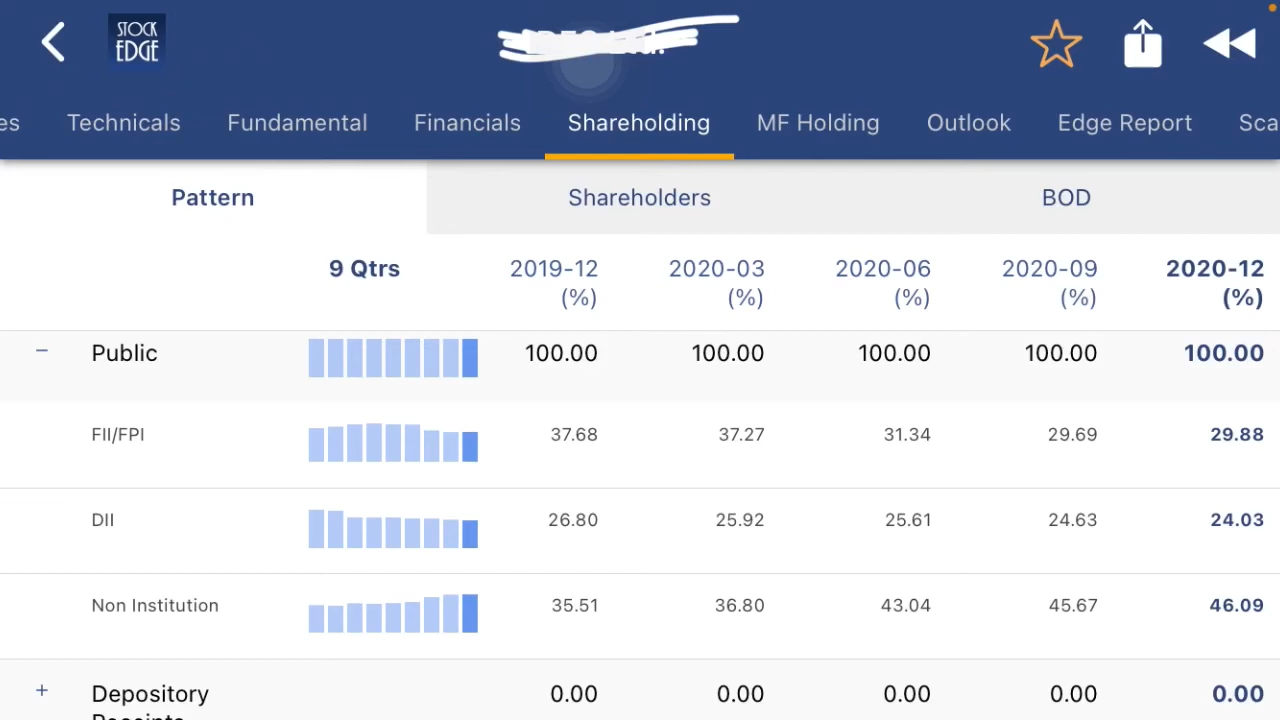 STOCK
EDGE
es Technicals Fundamental Financials Shareholding MF Holding Outlook Edge Report Sca
Pattern Shareholders BOD
9 Qtrs 2019-12 (%) 2020-03 (%) 2020-06 (%) 2020-09 (%) 2020-12 (%)
− Public 100.00 100.00 100.00 100.00 100.00
FII/FPI 37.68 37.27 31.34 29.69 29.88
DII 26.80 25.92 25.61 24.63 24.03
Non Institution 35.51 36.80 43.04 45.67 46.09
+ Depository 0.00 0.00 0.00 0.00 0.00
Receipts